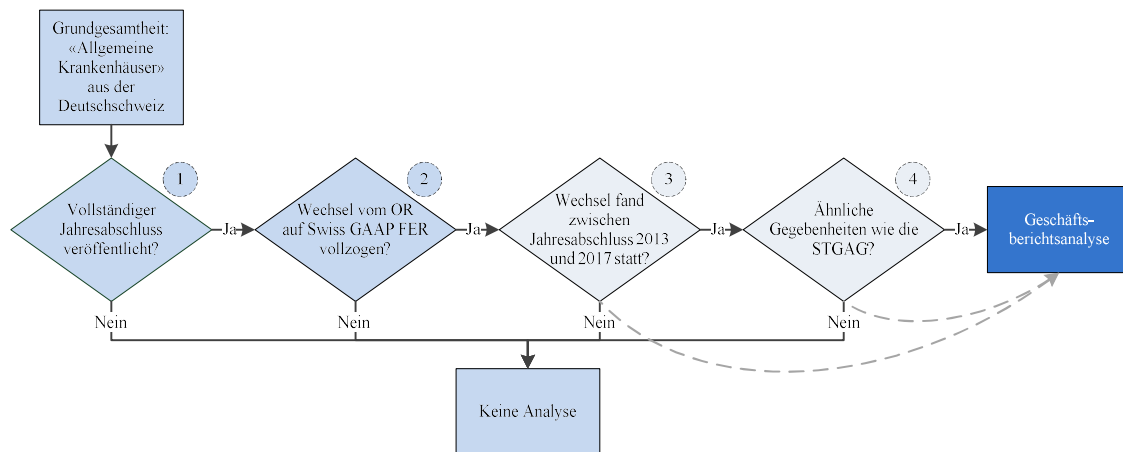 Grundgesamtheit:
«Allgemeine
Krankenhäuser»
aus der
Deutschschweiz
1
Vollständiger
Jahresabschluss
veröffentlicht?
Ja
2
Wechsel vom OR
auf Swiss GAAP FER
vollzogen?
Ja
3
Wechsel fand
zwischen
Jahresabschluss 2013
und 2017 statt?
Ja
4
Ähnliche
Gegebenheiten wie die
STGAG?
Ja
Geschäfts-
berichtsanalyse
Nein
Nein
Nein
Nein
Keine Analyse